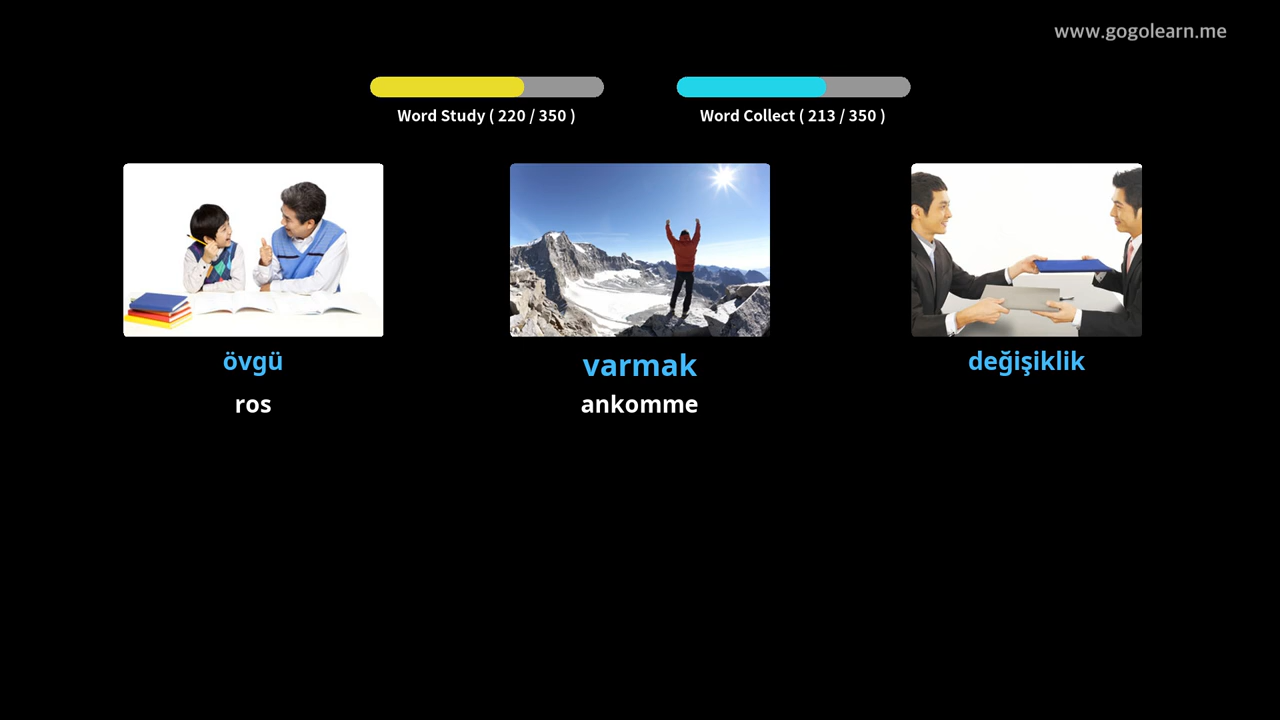 www.gogolearn.me
Word Study ( 220 / 350 )
Word Collect ( 213 / 350 )
övgü
varmak
değişiklik
ros
ankomme